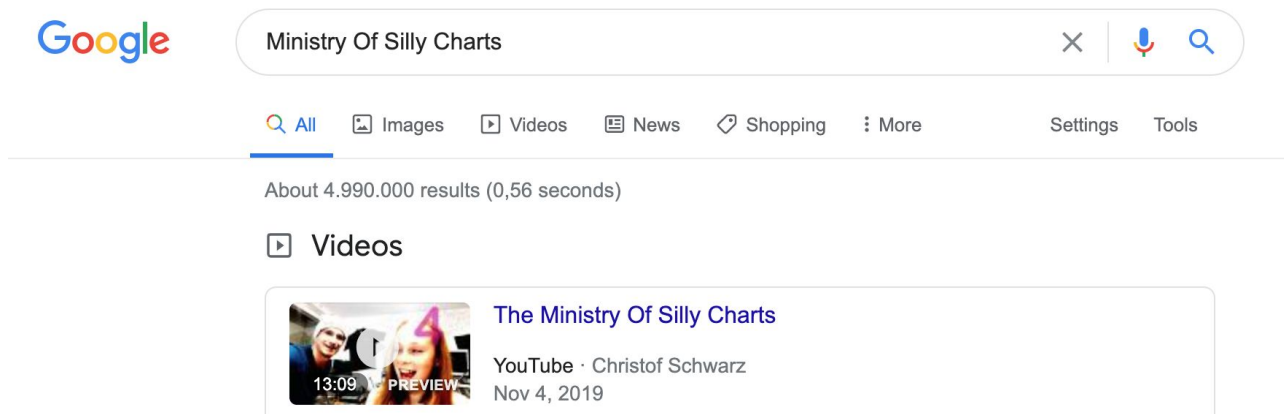 Google
Ministry Of Silly Charts
All Images Videos News Shopping More Settings Tools
About 4.990.000 results (0,56 seconds)
Videos
The Ministry Of Silly Charts
4
13:09 PREVIEW
YouTube · Christof Schwarz
Nov 4, 2019